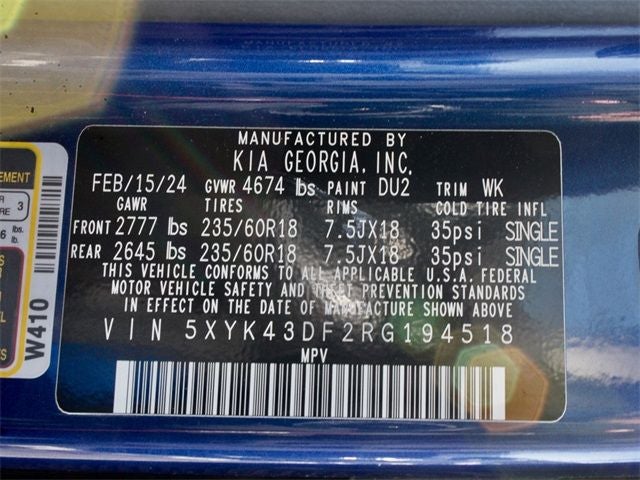 MANUFACTURED BY
KIA GEORGIA, INC.
FEB/15/24 GVWR 4674 lbs PAINT DU2 TRIM WK
GAWR TIRES RIMS COLD TIRE INFL
FRONT 2777 lbs 235/60R18 7.5JX18 35psi SINGLE
REAR 2645 lbs 235/60R18 7.5JX18 35psi SINGLE
THIS VEHICLE CONFORMS TO ALL APPLICABLE U.S.A. FEDERAL
MOTOR VEHICLE SAFETY AND THEFT PREVENTION STANDARDS
IN EFFECT ON THE DATE OF MANUFACTURE SHOWN ABOVE
VIN 5XYK43DF2RG194518
MPV
W410
3